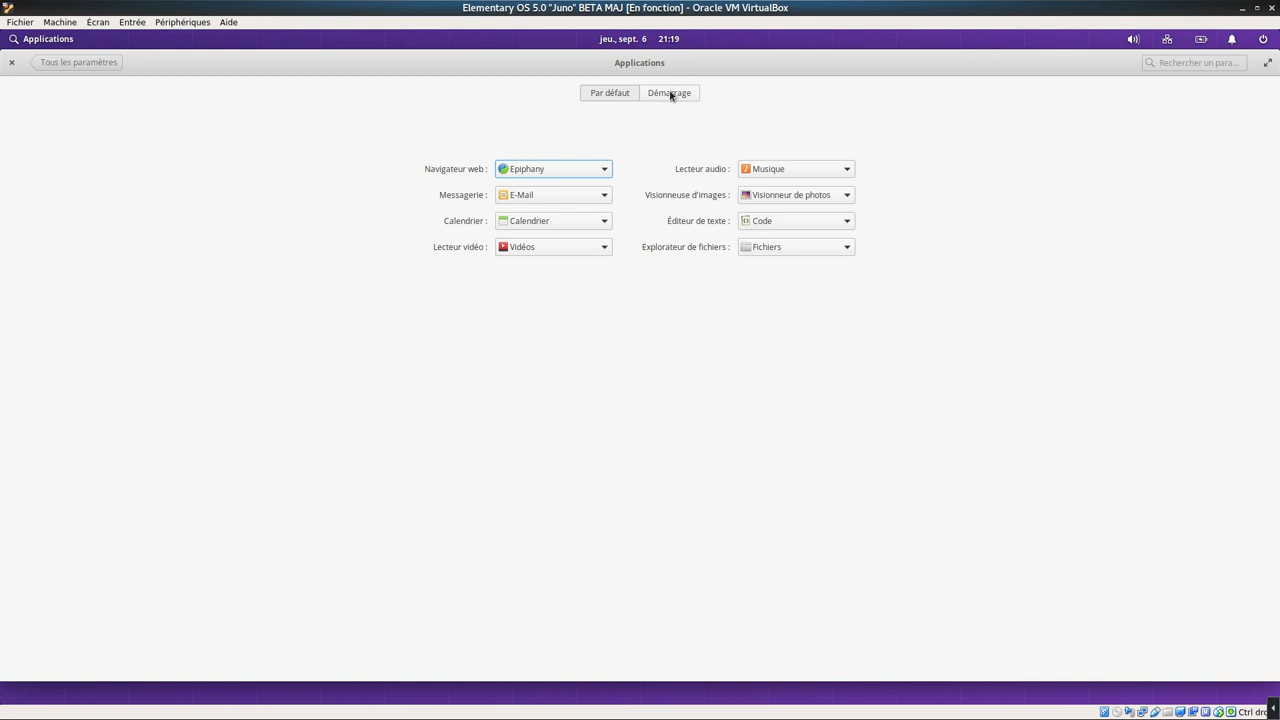 Elementary OS 5.0 "Juno" BETA MAJ [En fonction] - Oracle VM VirtualBox
Fichier Machine Écran Entrée Périphériques Aide
Applications jeu., sept. 6 21:19
Tous les paramètres Applications Rechercher un para...
Par défaut Démarrage
Navigateur web : Epiphany Lecteur audio : Musique
Messagerie : E-Mail Visionneuse d'images : Visionneur de photos
Calendrier : Calendrier Éditeur de texte : Code
Lecteur vidéo : Vidéos Explorateur de fichiers : Fichiers
Ctrl dro